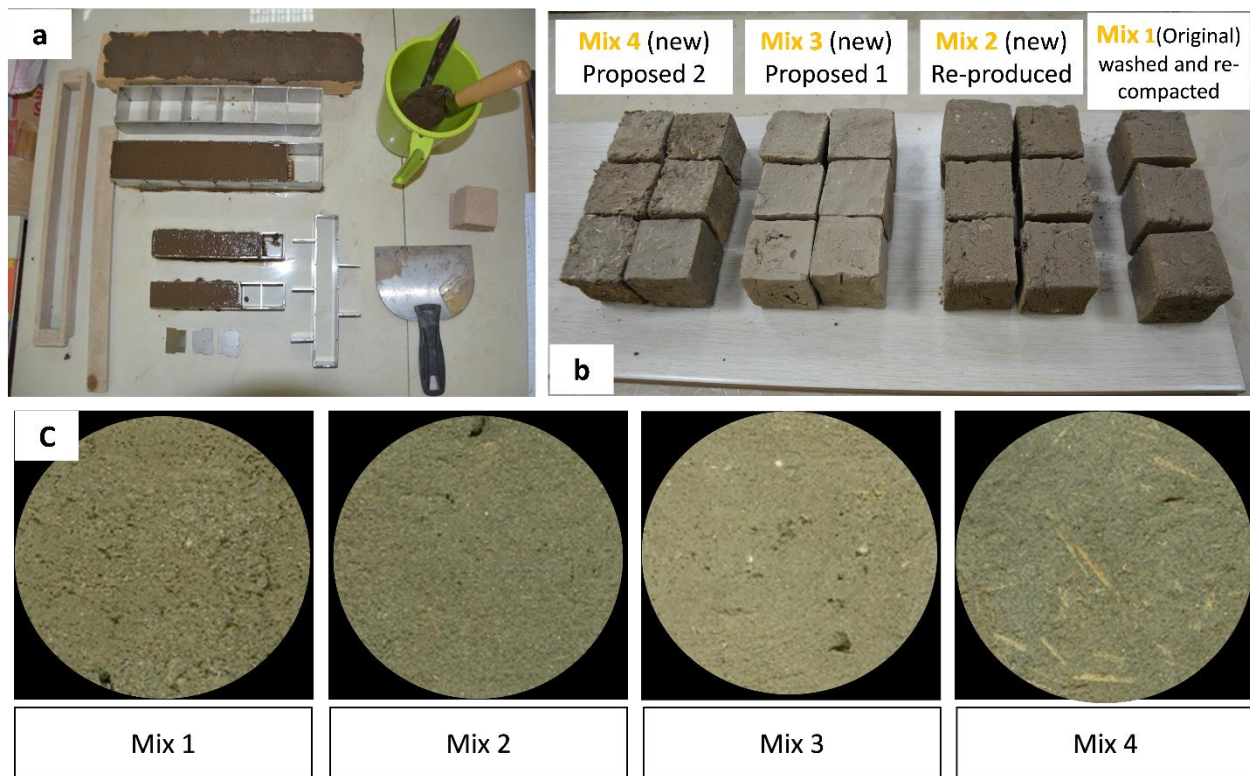 a
Mix 4 (new)
Proposed 2
Mix 3 (new)
Proposed 1
Mix 2 (new)
Re-produced
Mix 1(Original)
washed and re-
compacted
b
C
Mix 1
Mix 2
Mix 3
Mix 4